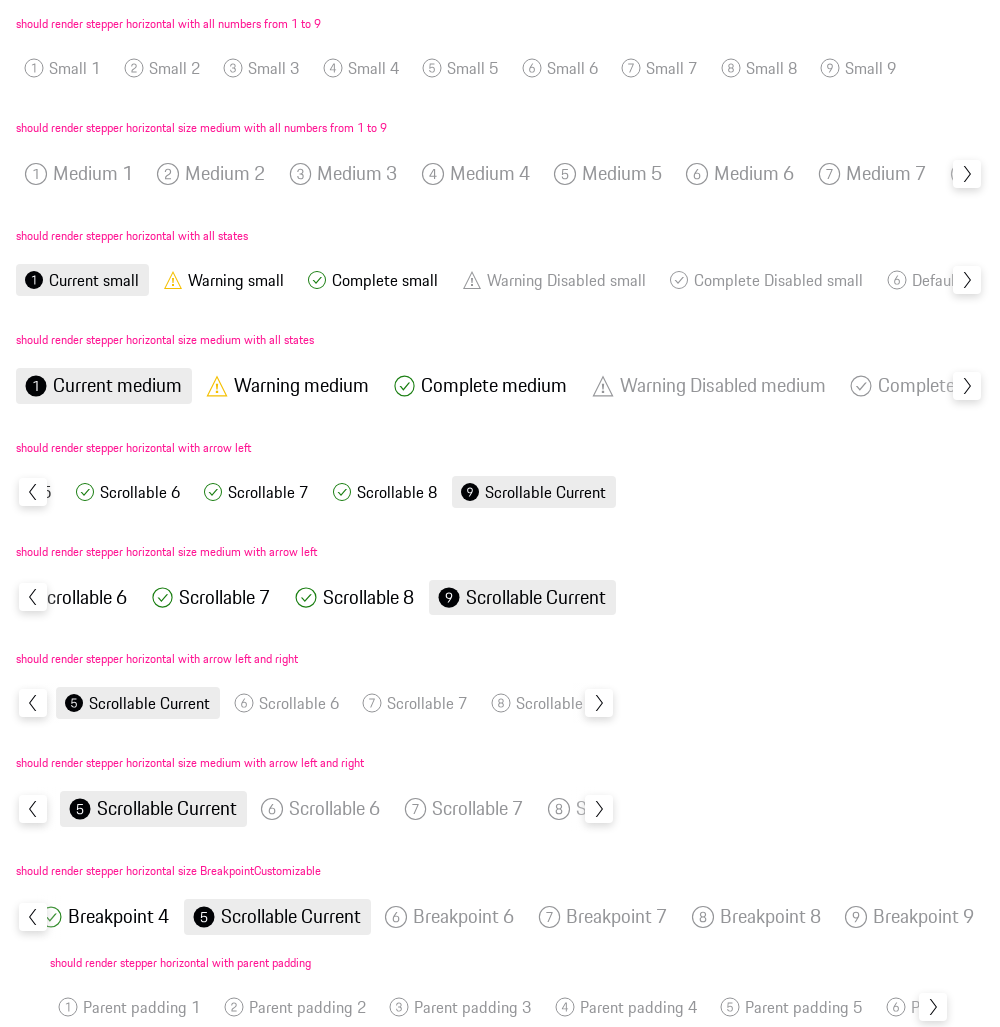 should render stepper horizontal with all numbers from 1 to 9
1 Small 1 2 Small 2 3 Small 3 4 Small 4 5 Small 5 6 Small 6 7 Small 7 8 Small 8 9 Small 9
should render stepper horizontal size medium with all numbers from 1 to 9
1 Medium 1 2 Medium 2 3 Medium 3 4 Medium 4 5 Medium 5 6 Medium 6 7 Medium 7
should render stepper horizontal with all states
1 Current small Warning small Complete small Warning Disabled small Complete Disabled small 6 Defau
should render stepper horizontal size medium with all states
1 Current medium Warning medium Complete medium Warning Disabled medium Complete
should render stepper horizontal with arrow left
5 Scrollable 6 Scrollable 7 Scrollable 8 9 Scrollable Current
should render stepper horizontal size medium with arrow left
crollable 6 Scrollable 7 Scrollable 8 9 Scrollable Current
should render stepper horizontal with arrow left and right
5 Scrollable Current 6 Scrollable 6 7 Scrollable 7 8 Scrollable
should render stepper horizontal size medium with arrow left and right
5 Scrollable Current 6 Scrollable 6 7 Scrollable 7 8 S
should render stepper horizontal size BreakpointCustomizable
Breakpoint 4 5 Scrollable Current 6 Breakpoint 6 7 Breakpoint 7 8 Breakpoint 8 9 Breakpoint 9
should render stepper horizontal with parent padding
1 Parent padding 1 2 Parent padding 2 3 Parent padding 3 4 Parent padding 4 5 Parent padding 5 6 P